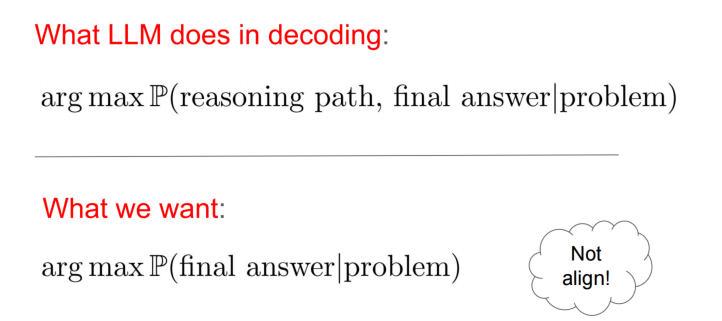 What LLM does in decoding:
arg max ℙ(reasoning path, final answer|problem)
What we want:
arg max ℙ(final answer|problem)
Not
align!